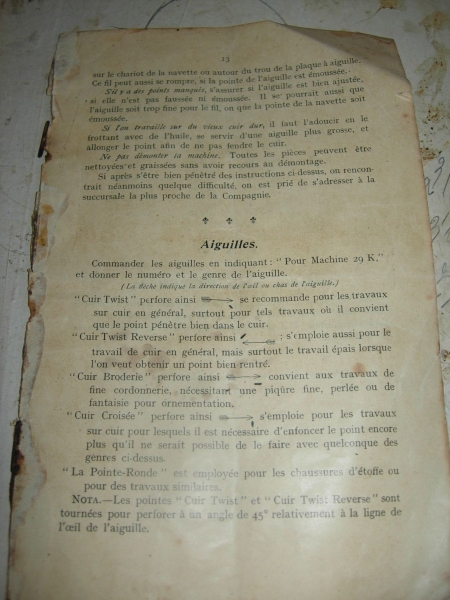 13
sur le chariot de la navette ou autour du trou de la plaque à aiguille.
Ce fil peut aussi se rompre, si la pointe de l'aiguille est émoussée.
S'il y a des points manqués, s'assurez si l'aiguille est bien ajustée,
si elle n'est pas faussée ni émoussée. Il se pourrait aussi que
l'aiguille soit trop fine pour le fil, ou que la pointe de la navette soit
émoussée.
Si l'on travaille sur du vieux cuir dur, il faut l'adoucir en le
frottant avec de l'huile, se servir d'une aiguille plus grosse, et
allonger le point afin de ne pas fendre le cuir.
Ne pas démonter sa machine. Toutes les pièces peuvent être
nettoyées et graissées sans avoir recours au démontage.
Si après s'être bien pénétré des instructions ci-dessus, on rencon-
trait néanmoins quelque difficulté, on est prié de s'adresser à la
succursale la plus proche de la Compagnie.
Aiguilles.
Commander les aiguilles en indiquant: "Pour Machine 29 K."
et donner le numéro et le genre de l'aiguille.
(La flèche indique la direction de l'œil ou chas de l'aiguille.)
"Cuir Twist" perfore ainsi se recommande pour les travaux
sur cuir en général, surtout pour tels travaux où il convient
que le point pénètre bien dans le cuir.
"Cuir Twist Reverse" perfore ainsi ; s'emploie aussi pour le
travail de cuir en général, mais surtout le travail épais lorsque
l'on veut obtenir un point bien rentré.
"Cuir Broderie" perfore ainsi convient aux travaux de
fine cordonnerie, nécessitant une piqûre fine, perlée ou de
fantaisie pour ornementation.
"Cuir Croisée" perfore ainsi s'emploie pour les travaux
sur cuir pour lesquels il est nécessaire d'enfoncer le point encore
plus qu'il ne serait possible de le faire avec quelconque des
genres ci-dessus.
"La Pointe-Ronde" est employée pour les chaussures d'étoffe ou
pour des travaux similaires.
NOTA.—Les pointes "Cuir Twist" et "Cuir Twist Reverse" sont
tournées pour perforer à un angle de 45° relativement à la ligne de
l'œil de l'aiguille.